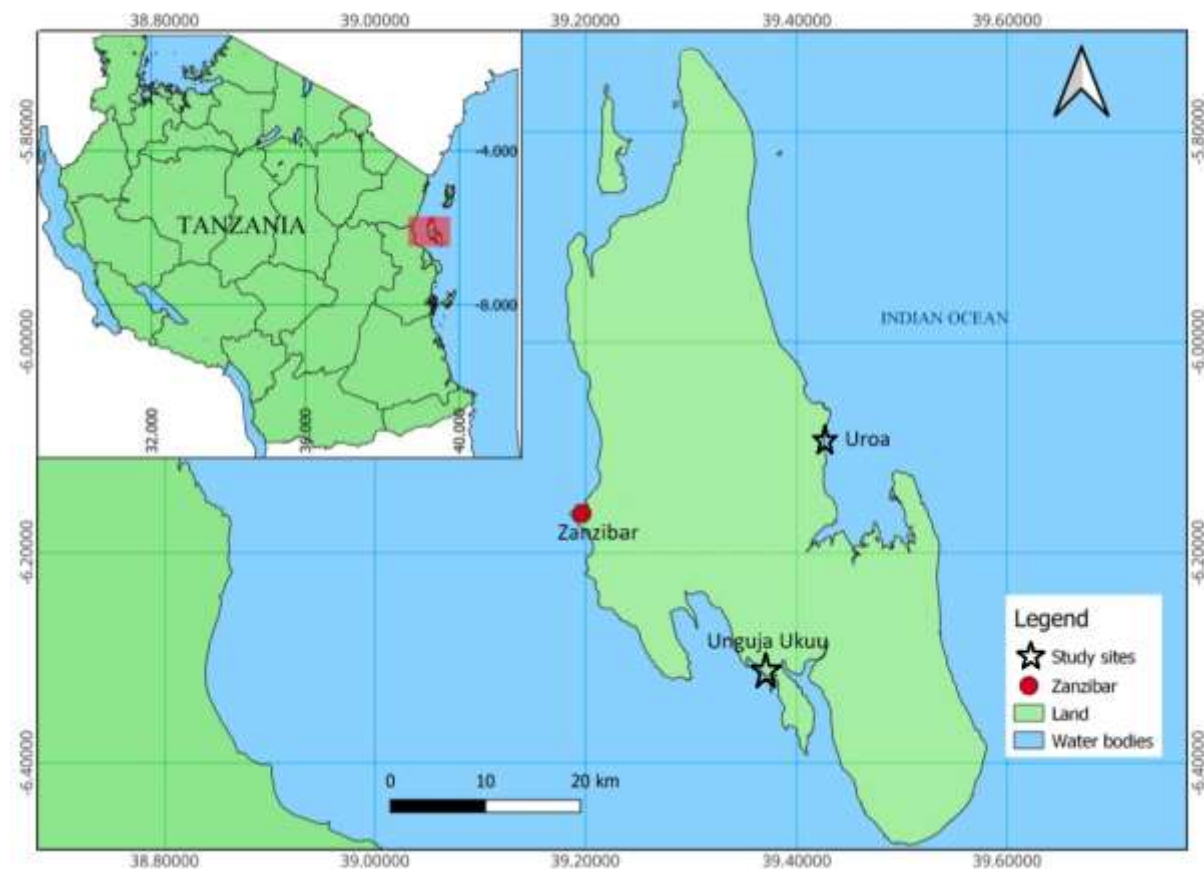 38.80000 39.00000 39.20000 39.40000 39.60000
-5.80000
-4.000
-5.80000
TANZANIA
-8.000
-6.00000
INDIAN OCEAN
-6.00000
32.000
40.000
Uroa
Zanzibar
-6.20000
-6.20000
Unguja Ukuu
Legend
Study sites
Zanzibar
Land
Water bodies
-6.40000
-6.40000
0 10 20 km
38.80000 39.00000 39.20000 39.40000 39.60000